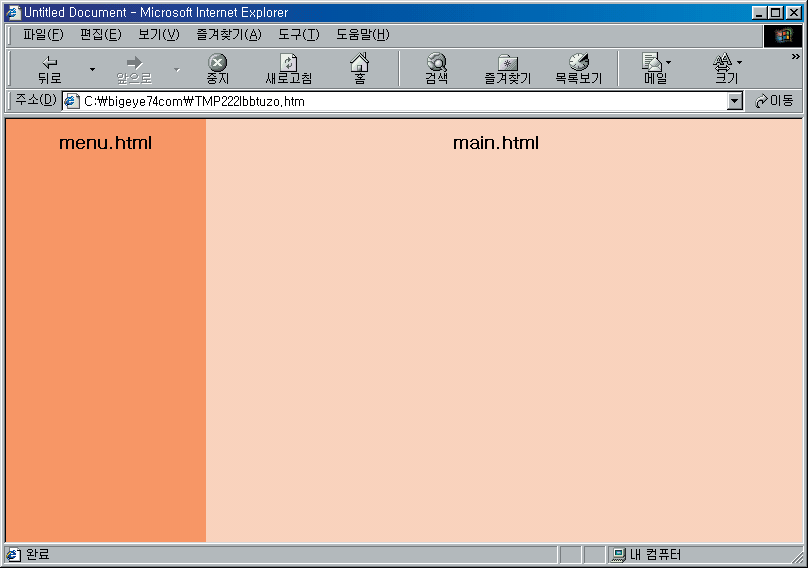 Untitled Document - Microsoft Internet Explorer
파일(F) 편집(E) 보기(V) 즐겨찾기(A) 도구(T) 도움말(H)
뒤로 앞으로 중지 새로고침 홈 검색 즐겨찾기 목록보기 메일 크기 »
주소(D) C:₩bigeye74com₩TMP222lbbtuzo.htm 이동
menu.html main.html
완료 내 컴퓨터